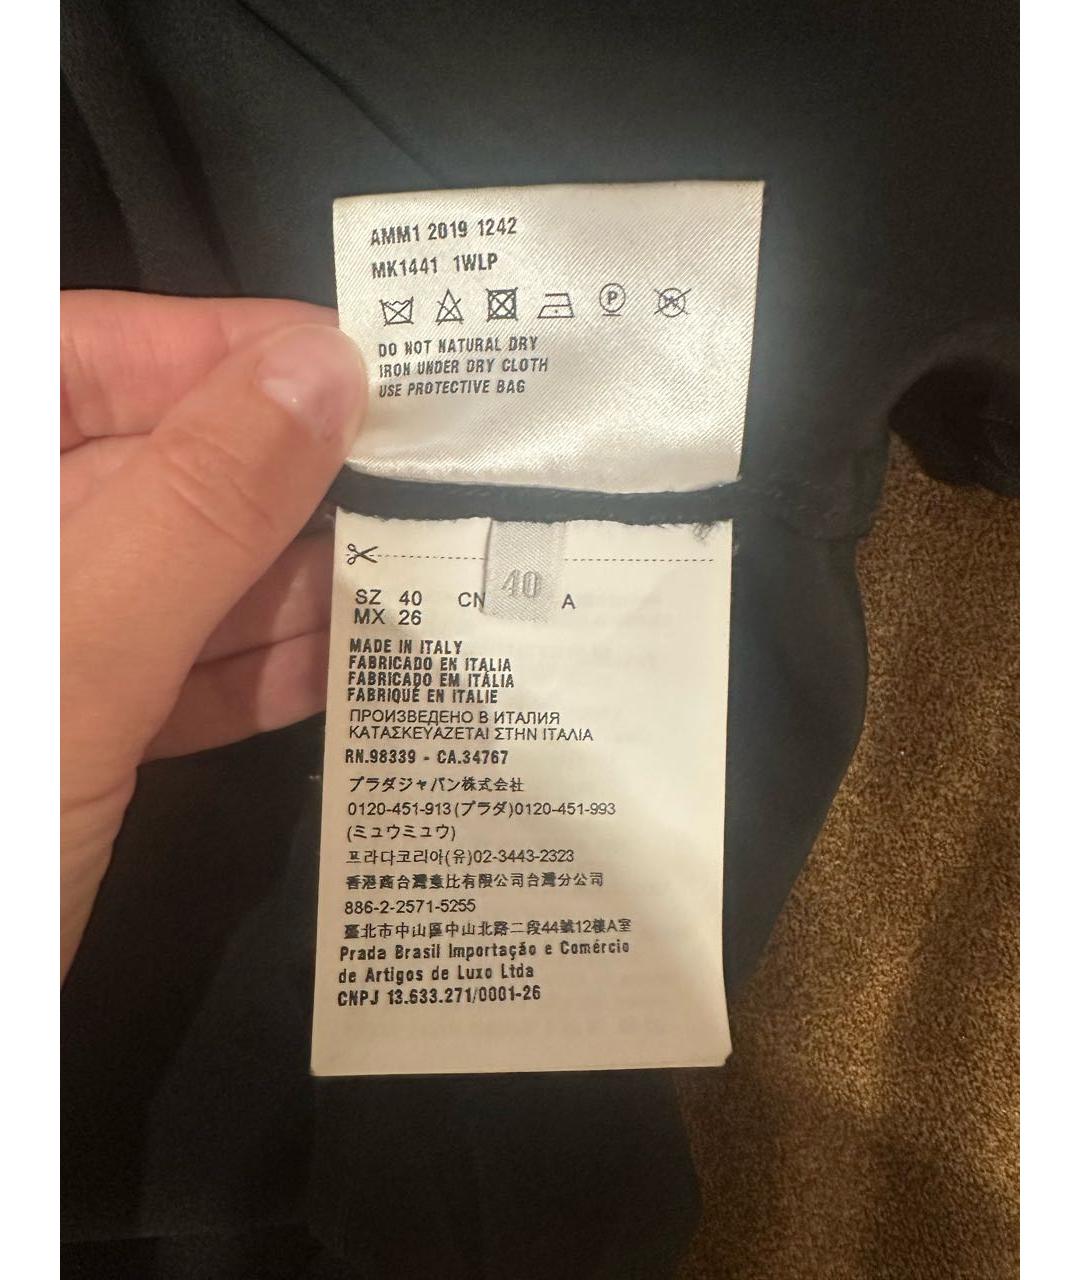 AMM1 2019 1242
MK1441 1WLP
P
W
DO NOT NATURAL DRY
IRON UNDER DRY CLOTH
USE PROTECTIVE BAG
40
SZ 40 CN A
MX 26
MADE IN ITALY
FABRICADO EN ITALIA
FABRICADO EM ITÁLIA
FABRIQUÉ EN ITALIE
ПРОИЗВЕДЕНО В ИТАЛИЯ
ΚΑΤΑΣΚΕΥΑΖΕΤΑΙ ΣΤΗΝ ΙΤΑΛΙΑ
RN.98339 - CA.34767
プラダジャパン株式会社
0120-451-913(プラダ)0120-451-993
(ミュウミュウ)
프라다코리아(유)02-3443-2323
香港商台灣意比有限公司台灣分公司
886-2-2571-5255
臺北市中山區中山北路二段44號12樓A室
Prada Brasil Importação e Comércio
de Artigos de Luxo Ltda
CNPJ 13.633.271/0001-26